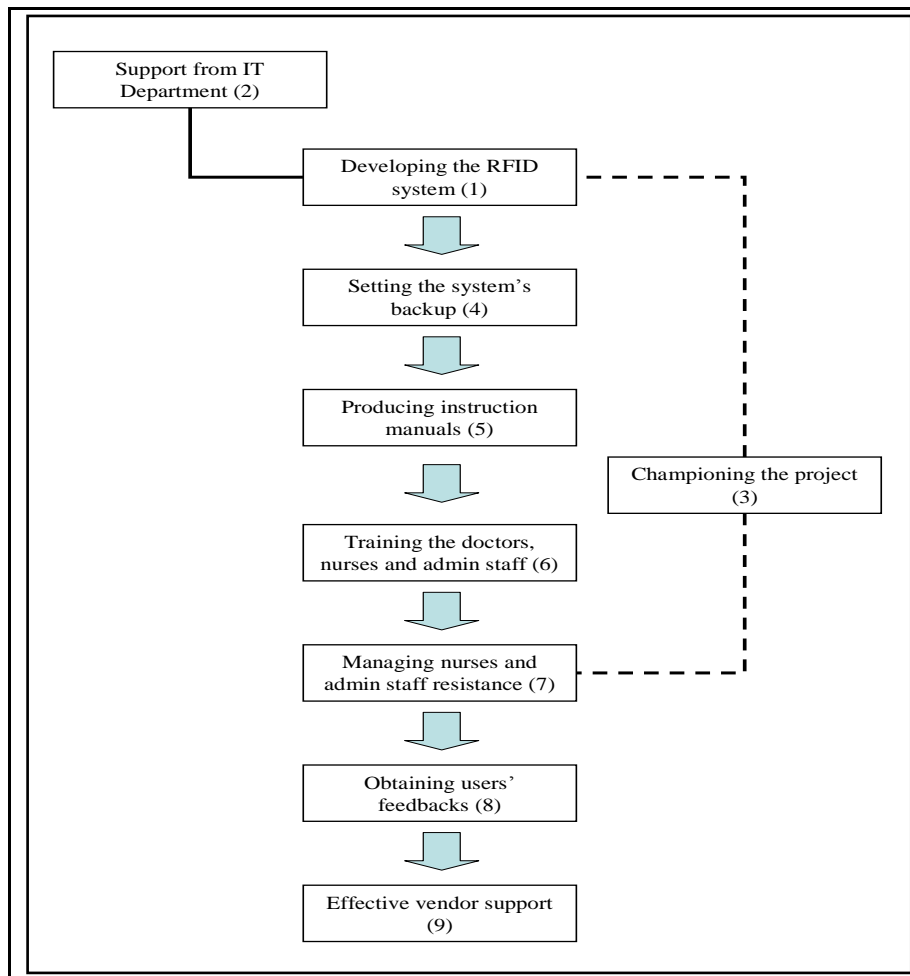 Support from IT
Department (2)
Developing the RFID
system (1)
Setting the system's
backup (4)
Producing instruction
manuals (5)
Championing the project
(3)
Training the doctors,
nurses and admin staff (6)
Managing nurses and
admin staff resistance (7)
Obtaining users'
feedbacks (8)
Effective vendor support
(9)